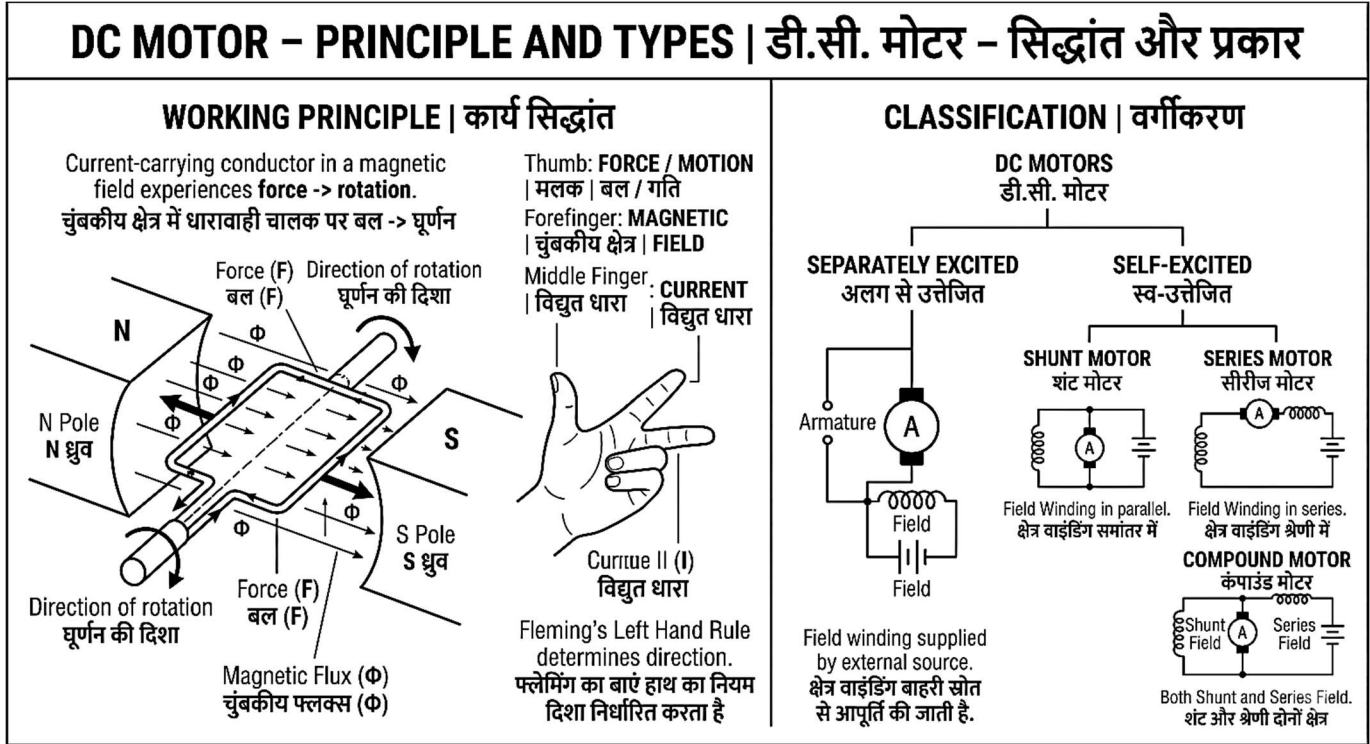 DC MOTOR – PRINCIPLE AND TYPES | डी.सी. मोटर – सिद्धांत और प्रकार
WORKING PRINCIPLE | कार्य सिद्धांत
Current-carrying conductor in a magnetic
field experiences force -> rotation.
चुंबकीय क्षेत्र में धारावाही चालक पर बल -> घूर्णन
Force (F)
बल (F)
Direction of rotation
घूर्णन की दिशा
N
Φ
Φ
Φ
Φ
Φ
Φ
N Pole
N ध्रुव
S
Φ
Φ
S Pole
S ध्रुव
Direction of rotation
घूर्णन की दिशा
Force (F)
बल (F)
Magnetic Flux (Φ)
चुंबकीय फ्लक्स (Φ)
Thumb: FORCE / MOTION
| मलक | बल / गति
Forefinger: MAGNETIC
| चुंबकीय क्षेत्र | FIELD
Middle Finger : CURRENT
| विद्युत धारा | विद्युत धारा
Currue II (I)
विद्युत धारा
Fleming's Left Hand Rule
determines direction.
फ्लेमिंग का बाएं हाथ का नियम
दिशा निर्धारित करता है
CLASSIFICATION | वर्गीकरण
DC MOTORS
डी.सी. मोटर
SEPARATELY EXCITED
अलग से उत्तेजित
Armature
A
Field
Field
Field winding supplied
by external source.
क्षेत्र वाइंडिंग बाहरी स्रोत
से आपूर्ति की जाती है.
SELF-EXCITED
स्व-उत्तेजित
SHUNT MOTOR
शंट मोटर
A
Field Winding in parallel.
क्षेत्र वाइंडिंग समांतर में
SERIES MOTOR
सीरीज मोटर
A
Field Winding in series.
क्षेत्र वाइंडिंग श्रेणी में
COMPOUND MOTOR
कंपाउंड मोटर
Shunt
Field
A
Series
Field
Both Shunt and Series Field.
शंट और श्रेणी दोनों क्षेत्र